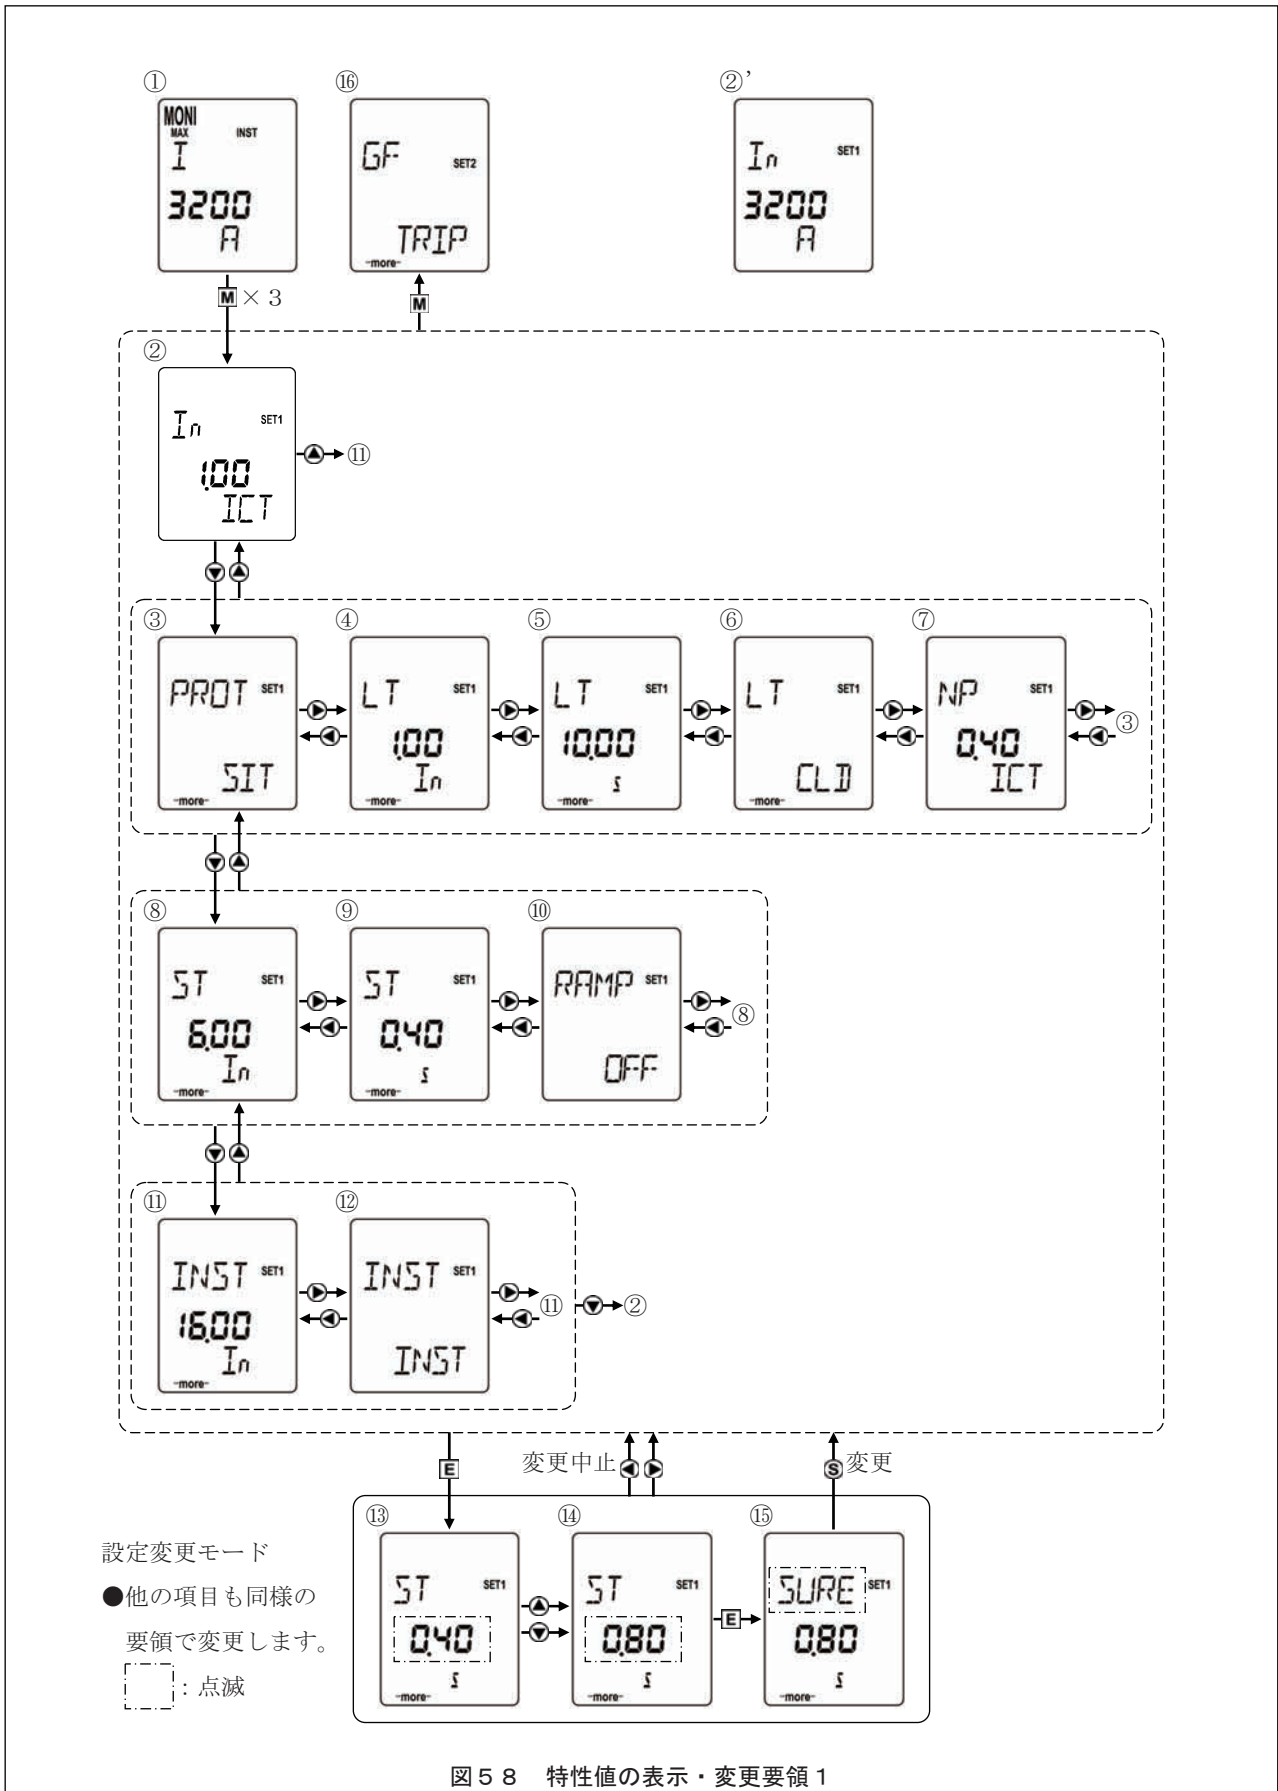 ① ⑯ ②’
MONI
MAX INST
I
3200
A
GF SET2
TRIP
-more-
In SET1
3200
A
M × 3
M
②
In SET1
1.00
ICT
▲ ⑪
▼ ▲
③ ④ ⑤ ⑥ ⑦
PROT SET1
SIT
-more-
LT SET1
1.00
In
-more-
LT SET1
10.00
s
-more-
LT SET1
CLD
-more-
NP SET1
0.40
ICT
③
⑧ ⑨ ⑩
ST SET1
6.00
In
-more-
ST SET1
0.40
s
-more-
RAMP SET1
OFF
⑧
⑪ ⑫
INST SET1
16.00
In
-more-
INST SET1
INST
⑪ ②
E 変更中止 S 変更
⑬ ⑭ ⑮
ST SET1
0.40
s
-more-
ST SET1
0.80
s
-more-
E
SURE SET1
0.80
s
-more-
設定変更モード
●他の項目も同様の
要領で変更します。
：点滅
図５８ 特性値の表示・変更要領１